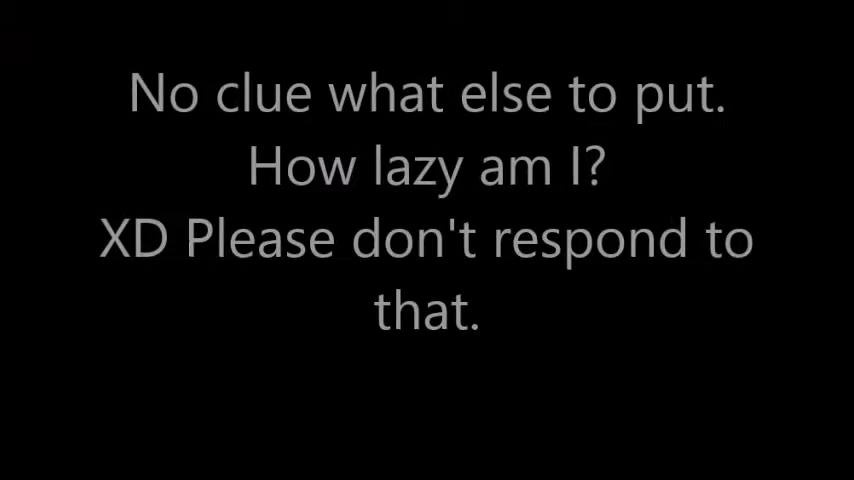 No clue what else to put.
How lazy am I?
XD Please don't respond to
that.